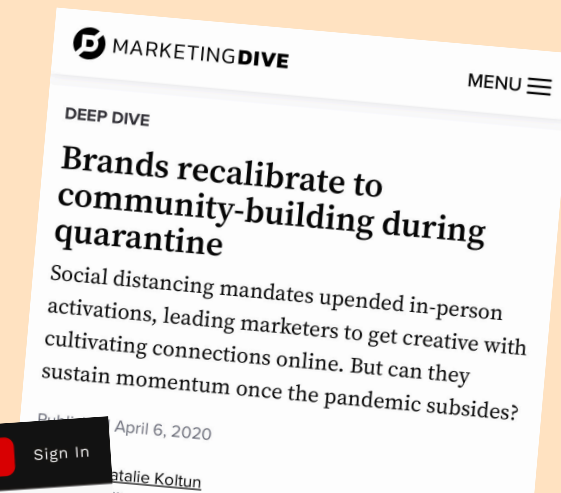 MARKETINGDIVE
MENU
DEEP DIVE
Brands recalibrate to
community-building during
quarantine
Social distancing mandates upended in-person
activations, leading marketers to get creative with
cultivating connections online. But can they
sustain momentum once the pandemic subsides?
April 6, 2020
Sign In
Koltun